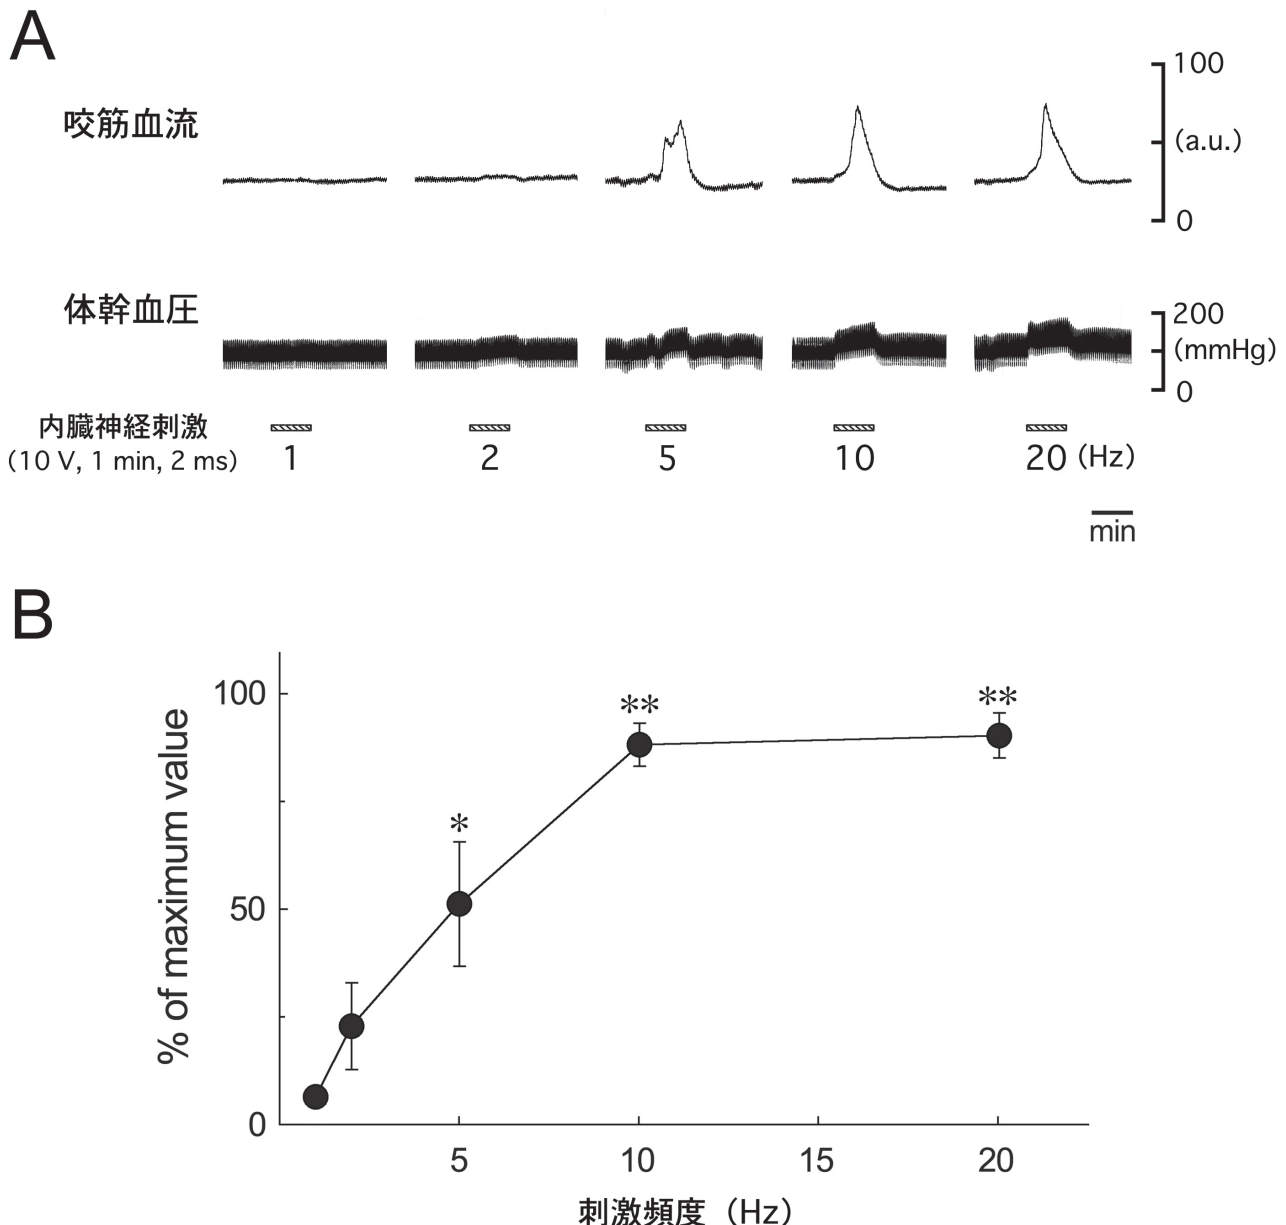 A
咬筋血流
100
(a.u.)
0
体幹血圧
200
(mmHg)
0
内臓神経刺激
(10 V, 1 min, 2 ms)
1 2 5 10 20 (Hz)
min
B
% of maximum value
100
50
0
* ** **
5 10 15 20
刺激頻度（Hz）